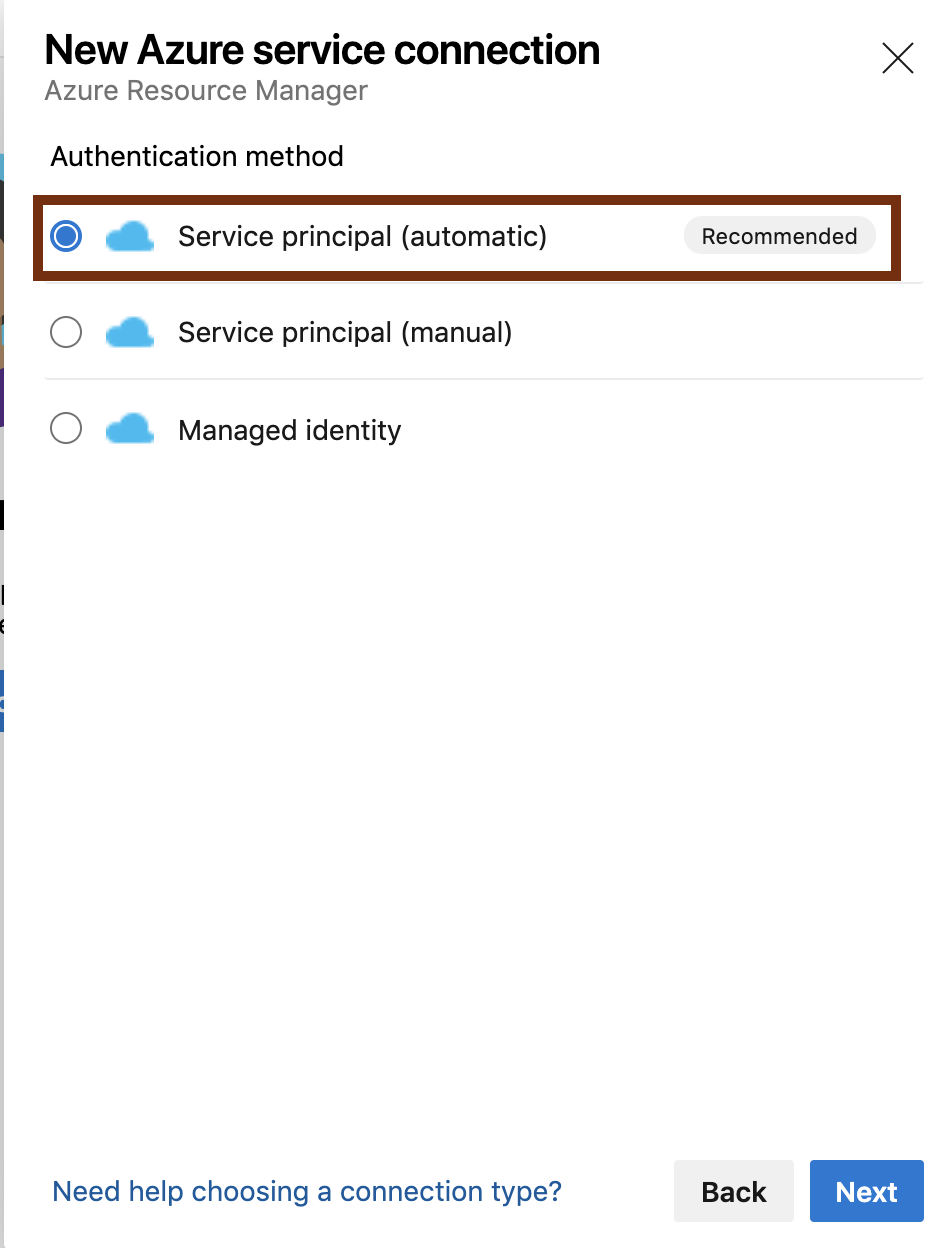 New Azure service connection
Azure Resource Manager
Authentication method
Service principal (automatic)
Recommended
Service principal (manual)
Managed identity
Need help choosing a connection type?
Back
Next